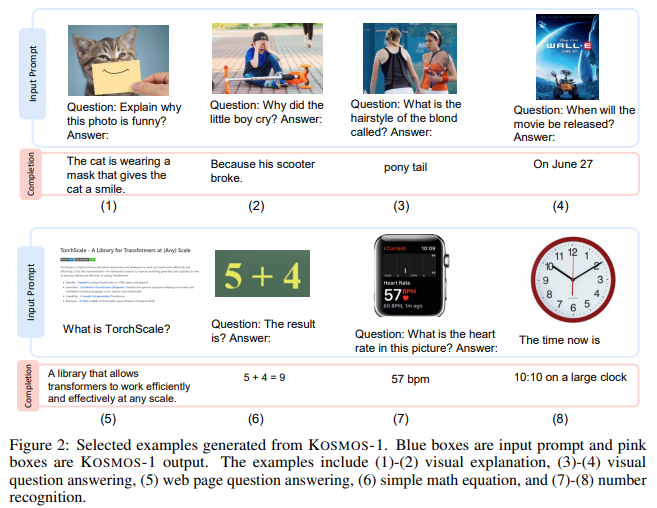 Input Prompt
DISNEY · PIXAR
WALL·E
JUNE 27
Question: Explain why
this photo is funny?
Answer:
Question: Why did the
little boy cry? Answer:
Question: What is the
hairstyle of the blond
called? Answer:
Question: When will the
movie be released?
Answer:
Completion
The cat is wearing a
mask that gives the
cat a smile.
Because his scooter
broke.
pony tail
On June 27
(1)
(2)
(3)
(4)
Input Prompt
TorchScale - A Library for Transformers at (Any) Scale
5 + 4
Current 10:09
Heart Rate
57 BPM
60 BPM, 1m ago
12
1
2
3
4
5
6
7
8
9
10
11
What is TorchScale?
Question: The result
is? Answer:
Question: What is the heart
rate in this picture? Answer:
The time now is
Completion
A library that allows
transformers to work efficiently
and effectively at any scale.
5 + 4 = 9
57 bpm
10:10 on a large clock
(5)
(6)
(7)
(8)
Figure 2: Selected examples generated from KOSMOS-1. Blue boxes are input prompt and pink
boxes are KOSMOS-1 output. The examples include (1)-(2) visual explanation, (3)-(4) visual
question answering, (5) web page question answering, (6) simple math equation, and (7)-(8) number
recognition.